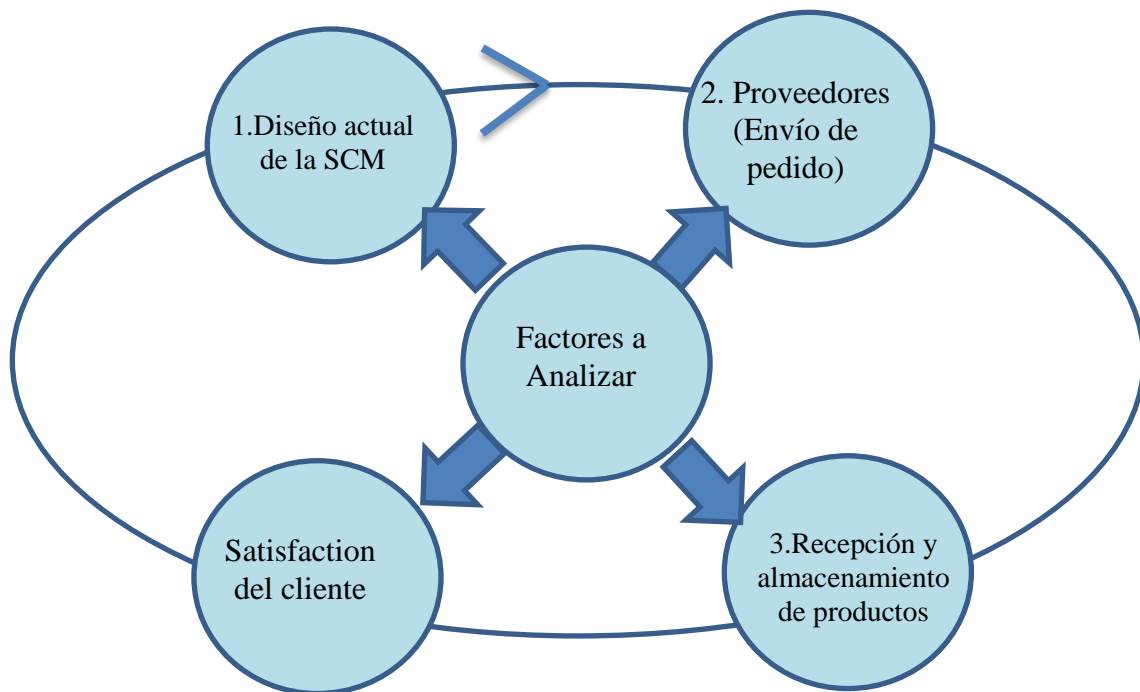 1.Diseño actual
de la SCM
2. Proveedores
(Envío de
pedido)
Factores a
Analizar
Satisfaction
del cliente
3.Recepción y
almacenamiento
de productos